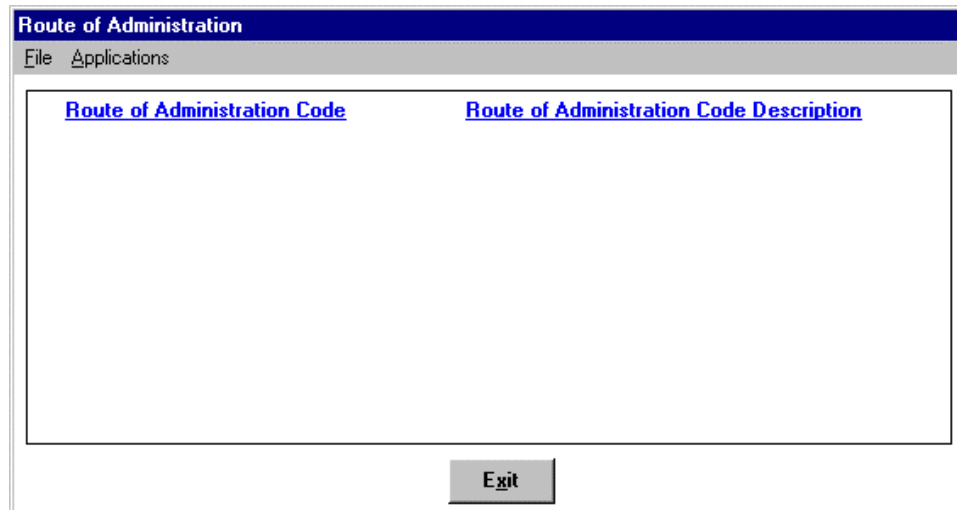 Route of Administration
File Applications
Route of Administration Code Route of Administration Code Description
Exit